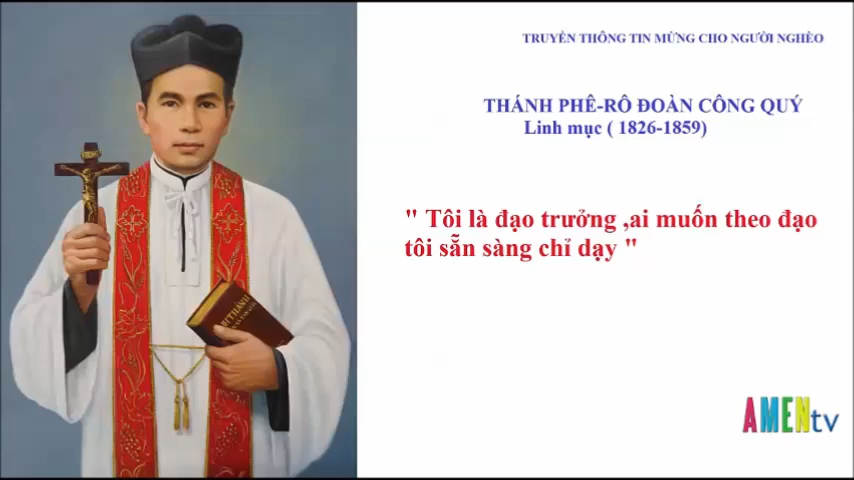 TRUYỀN THÔNG TIN MỪNG CHO NGƯỜI NGHÈO
THÁNH PHÊ-RÔ ĐOÀN CÔNG QUÝ
Linh mục ( 1826-1859)
" Tôi là đạo trưởng ,ai muốn theo đạo
tôi sẵn sàng chỉ dạy "
THÁNH
AMENtv